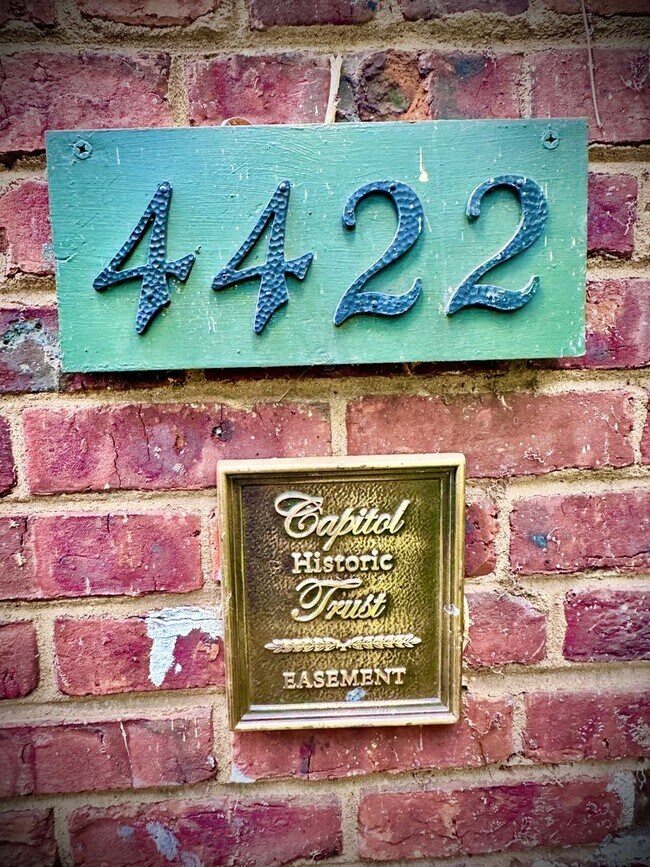 4422
Capitol
Historic
Trust
EASEMENT